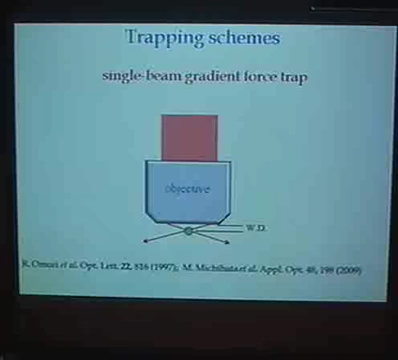 Trapping schemes
single-beam gradient force trap
objective
W.D.
R. Omori et al. Opt. Lett. 22, 816 (1997); M. Michihata et al. Appl. Opt. 48, 198 (2009)